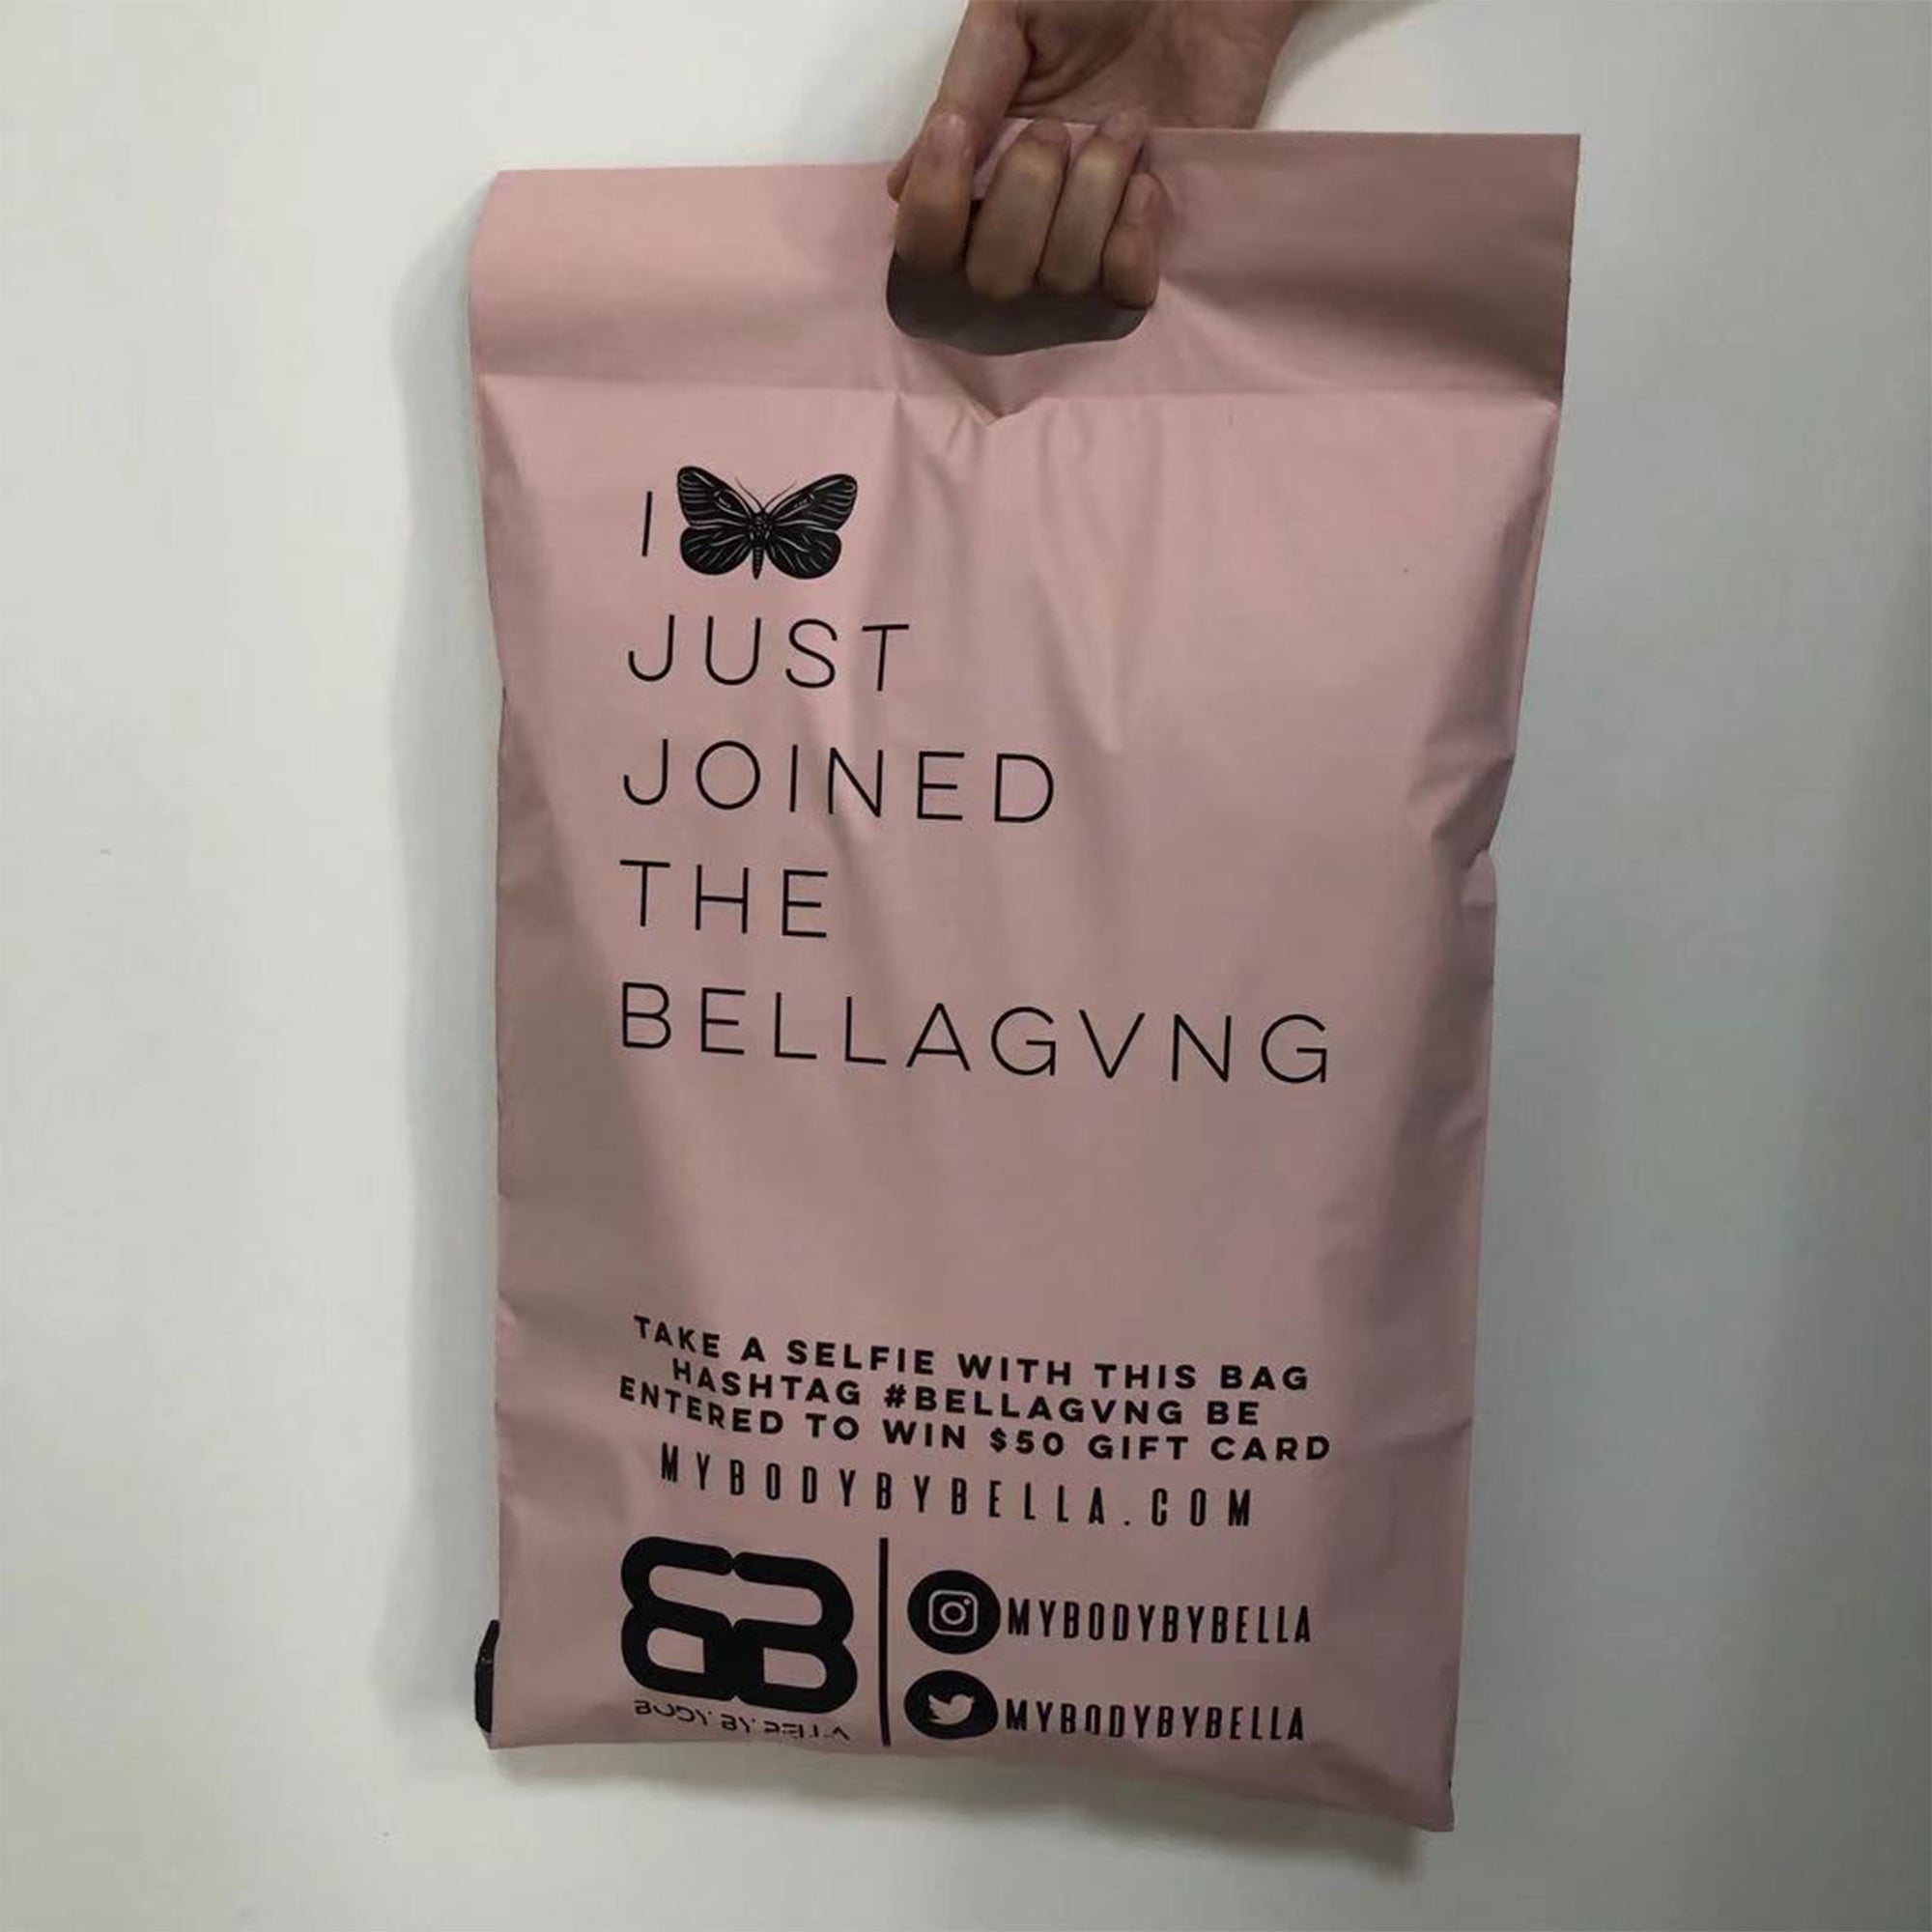 I
JUST
JOINED
THE
BELLAGVNG
TAKE A SELFIE WITH THIS BAG
HASHTAG #BELLAGVNG BE
ENTERED TO WIN $50 GIFT CARD
MYBODYBYBELLA.COM
BODY BY BELLA
MYBODYBYBELLA
MYBODYBYBELLA